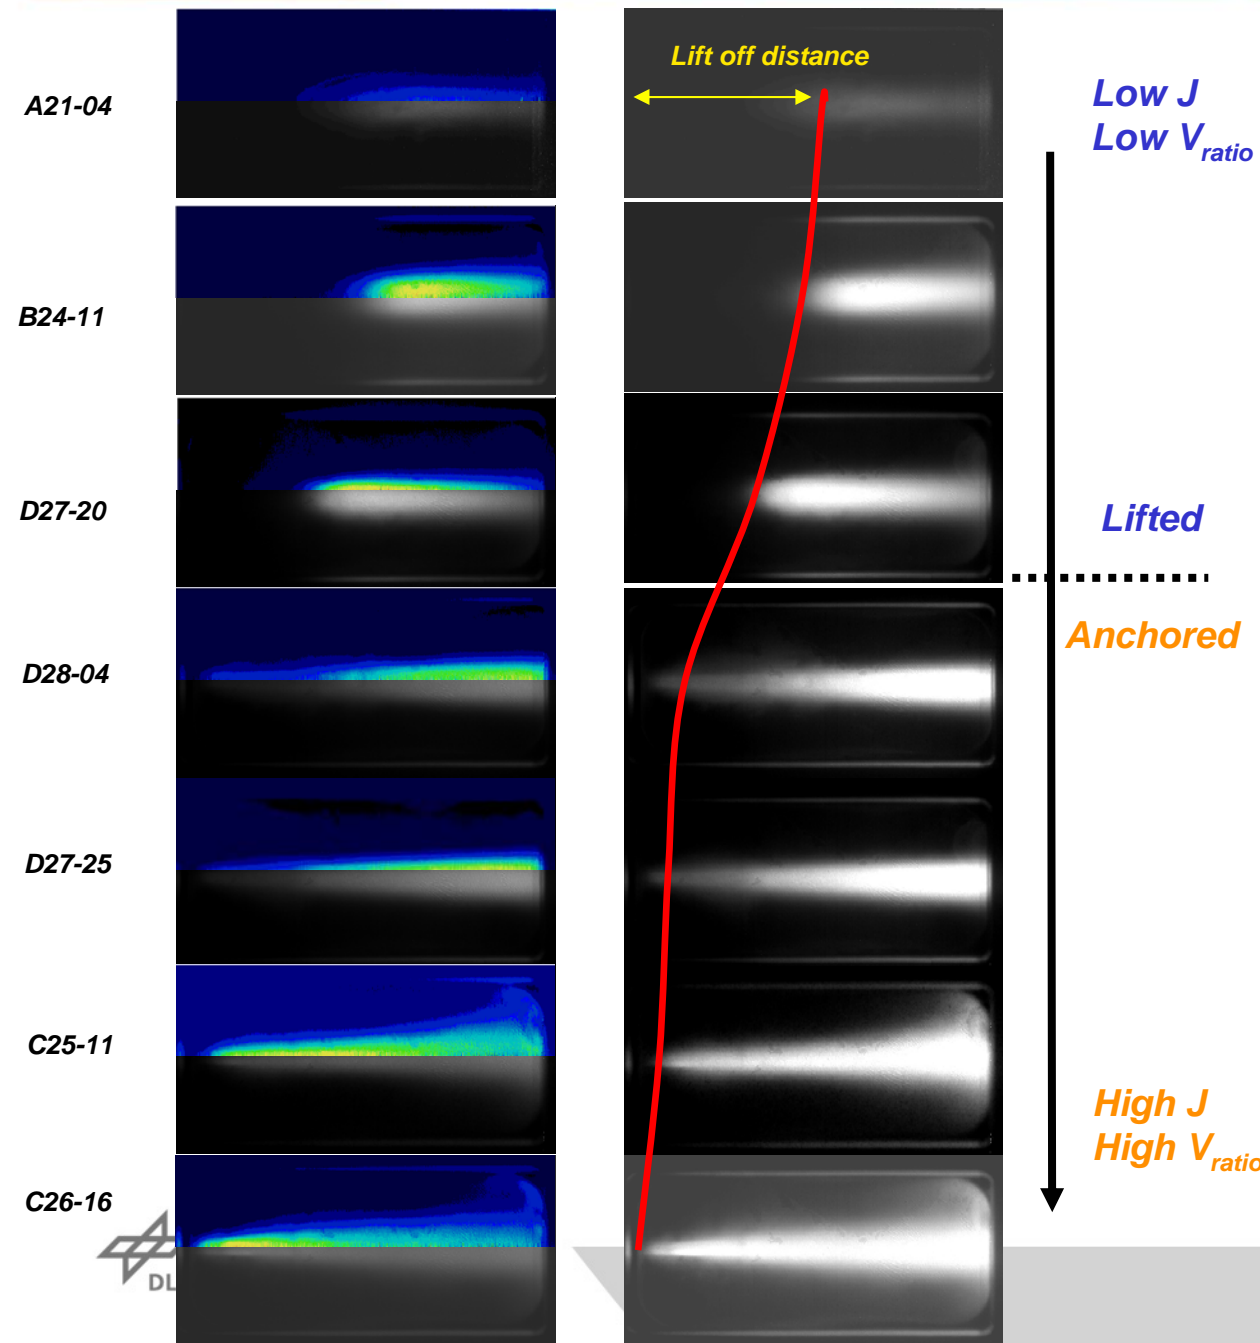 Lift off distance
A21-04
Low J
Low Vratio
B24-11
D27-20
Lifted
Anchored
D28-04
D27-25
C25-11
High J
High Vratio
C26-16
DL